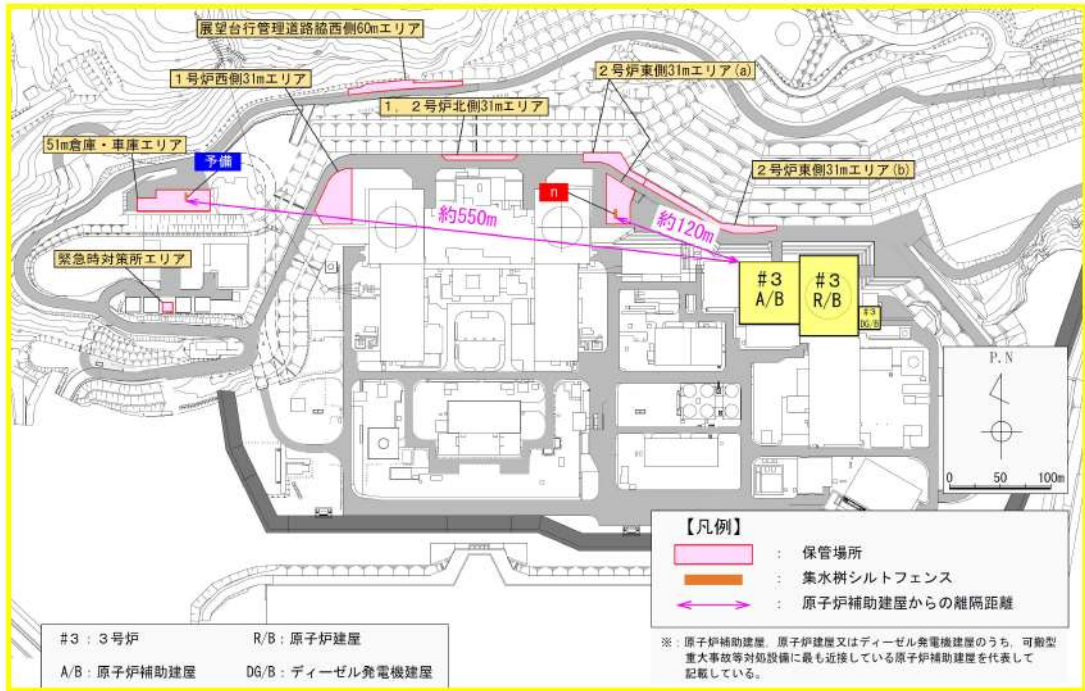 展望台行管理道路脇西側60mエリア
1号炉西側31mエリア
2号炉東側31mエリア(a)
1, 2号炉北側31mエリア
51m倉庫・車庫エリア
予備
n
2号炉東側31mエリア(b)
約550m
約120m
緊急時対策所エリア
#3
A/B
#3
R/B
#3
DG/B
P.N
0 50 100m
【凡例】
: 保管場所
: 集水桝シルトフェンス
: 原子炉補助建屋からの離隔距離
#3:3号炉 R/B:原子炉建屋
A/B:原子炉補助建屋 DG/B:ディーゼル発電機建屋
※:原子炉補助建屋, 原子炉建屋又はディーゼル発電機建屋のうち, 可搬型
重大事故等対処設備に最も近接している原子炉補助建屋を代表して
記載している。